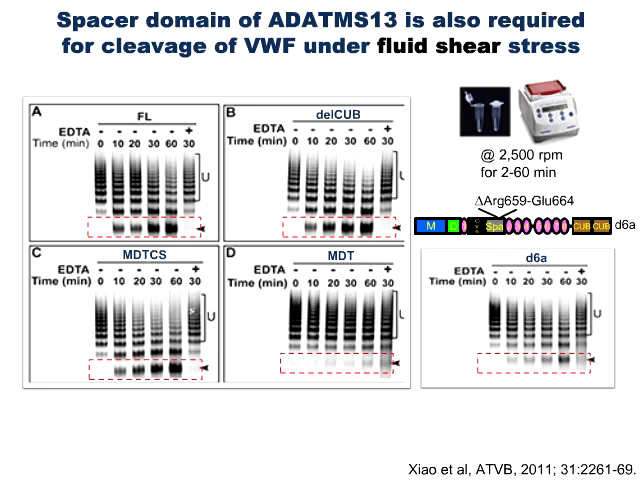 Spacer domain of ADATMS13 is also required
for cleavage of VWF under fluid shear stress
A
FL
EDTA - - - - - +
Time (min) 0 10 20 30 60 30
U
B
delCUB
EDTA - - - - - +
Time (min) 0 10 20 30 60 30
C
MDTCS
EDTA - - - - - +
Time (min) 0 10 20 30 60 30
U
D
MDT
EDTA - - - - - +
Time (min) 0 10 20 30 60 30
U
@ 2,500 rpm
for 2-60 min
ΔArg659-Glu664
M D Spa CUB CUB d6a
d6a
EDTA - - - - - +
Time (min) 0 10 20 30 60 30
U
Xiao et al, ATVB, 2011; 31:2261-69.